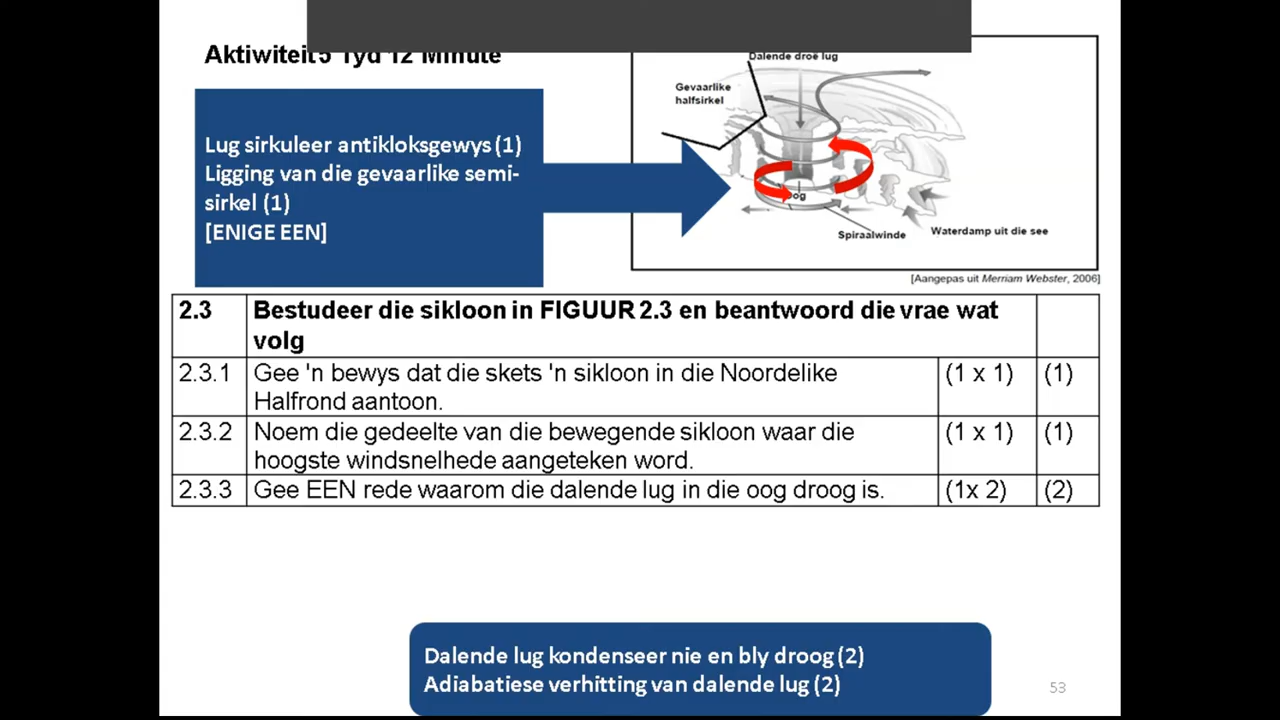 Aktiwiteit 5 Tyd 12 Minute
Dalende droë lug
Gevaarlike
halfsirkel
Lug sirkuleer antikloksgewys (1)
Ligging van die gevaarlike semi-
sirkel (1)
[ENIGE EEN]
Oog
Spiraalwinde
Waterdamp uit die see
[Aangepas uit Merriam Webster, 2006]
2.3 Bestudeer die sikloon in FIGUUR 2.3 en beantwoord die vrae wat
volg
2.3.1 Gee 'n bewys dat die skets 'n sikloon in die Noordelike (1 x 1) (1)
Halfrond aantoon.
2.3.2 Noem die gedeelte van die bewegende sikloon waar die (1 x 1) (1)
hoogste windsnelhede aangeteken word.
2.3.3 Gee EEN rede waarom die dalende lug in die oog droog is. (1x 2) (2)
Dalende lug kondenseer nie en bly droog (2)
Adiabatiese verhitting van dalende lug (2)
53